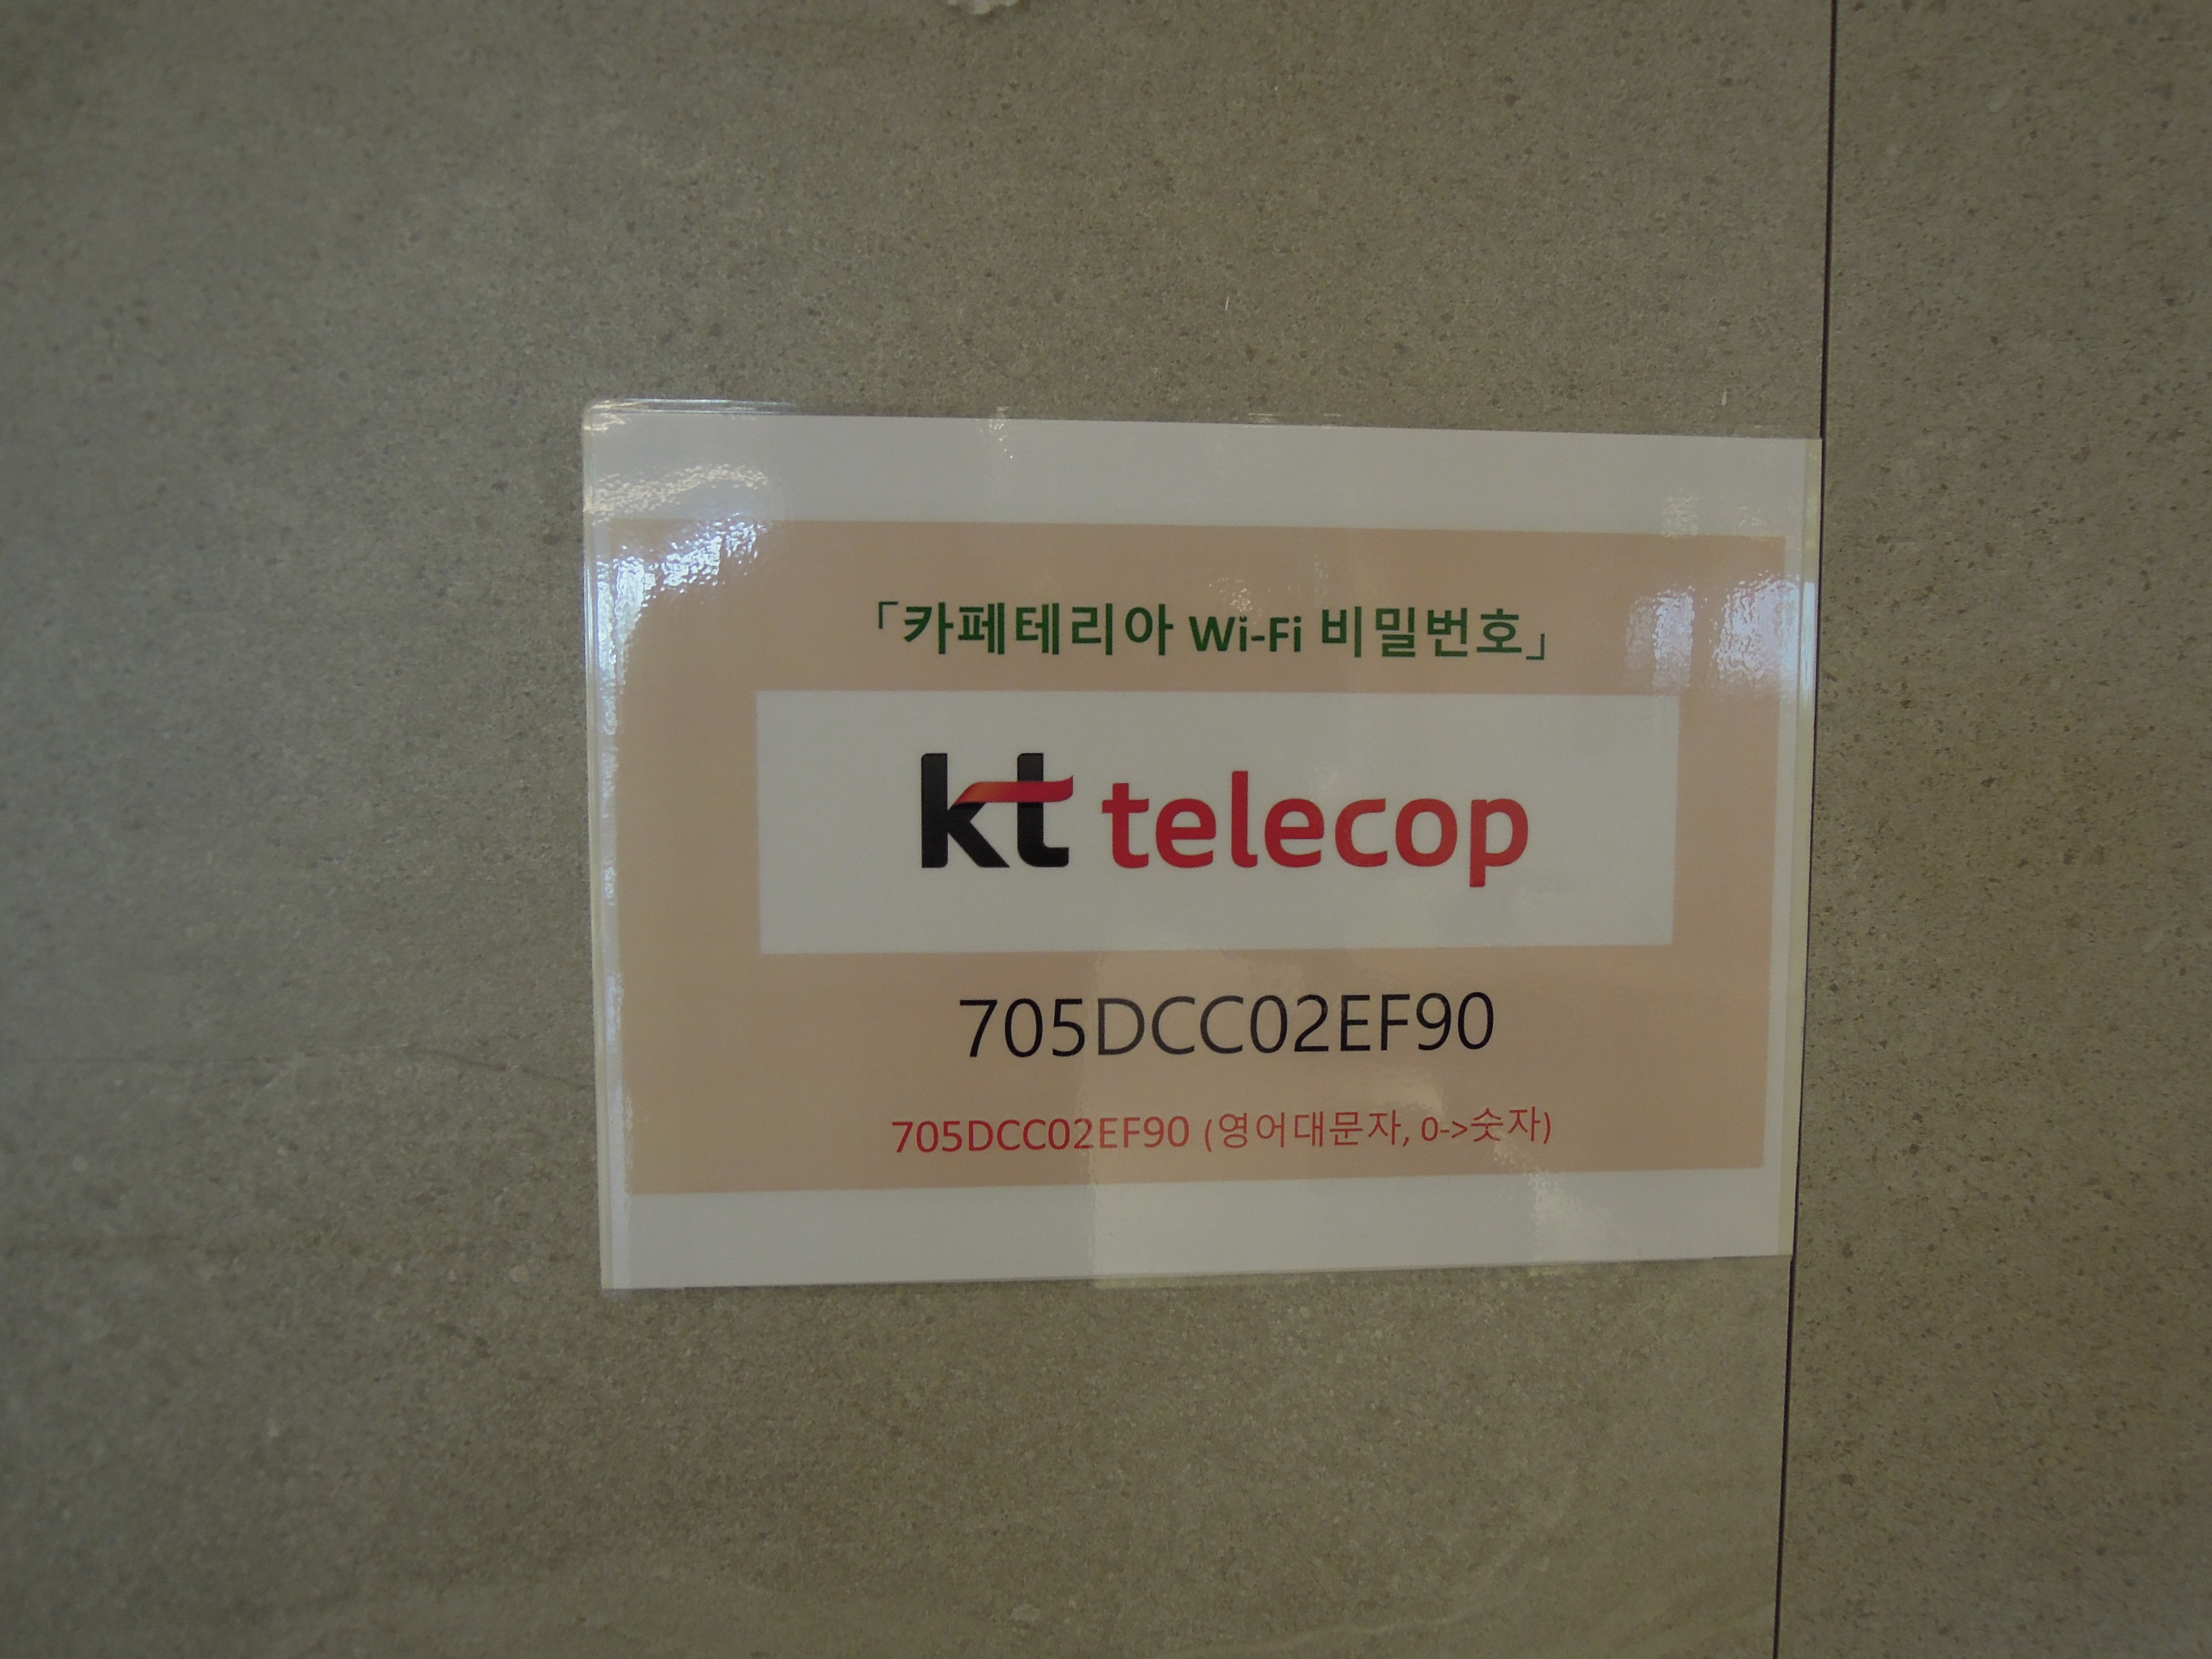 「카페테리아 Wi-Fi 비밀번호」
kt telecop
705DCC02EF90
705DCC02EF90 (영어대문자, 0->숫자)